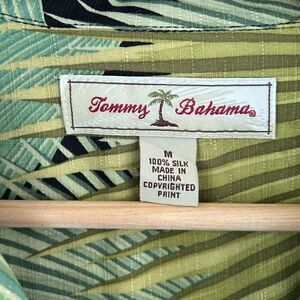 Tommy Bahama®
M
100% SILK
MADE IN
CHINA
COPYRIGHTED
PRINT